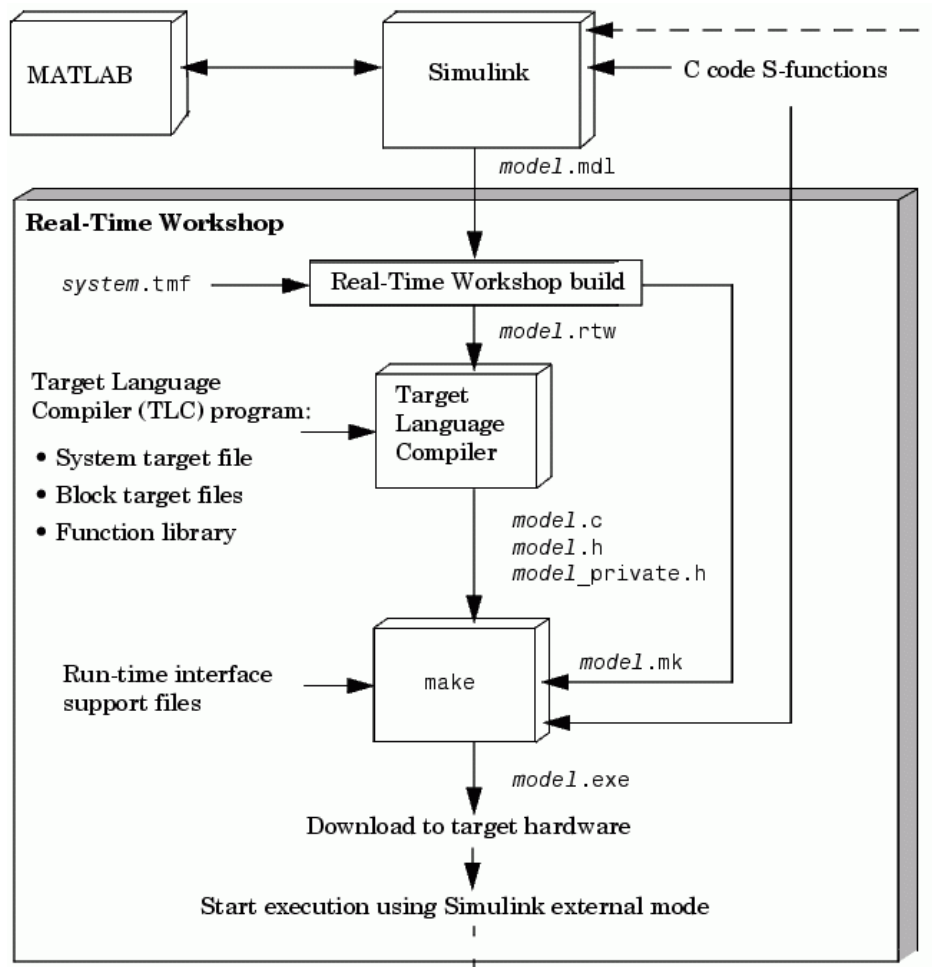 MATLAB
Simulink
C code S-functions
model.mdl
Real-Time Workshop
system.tmf
Real-Time Workshop build
model.rtw
Target Language
Compiler (TLC) program:
• System target file
• Block target files
• Function library
Target
Language
Compiler
model.c
model.h
model_private.h
Run-time interface
support files
make
model.mk
model.exe
Download to target hardware
Start execution using Simulink external mode